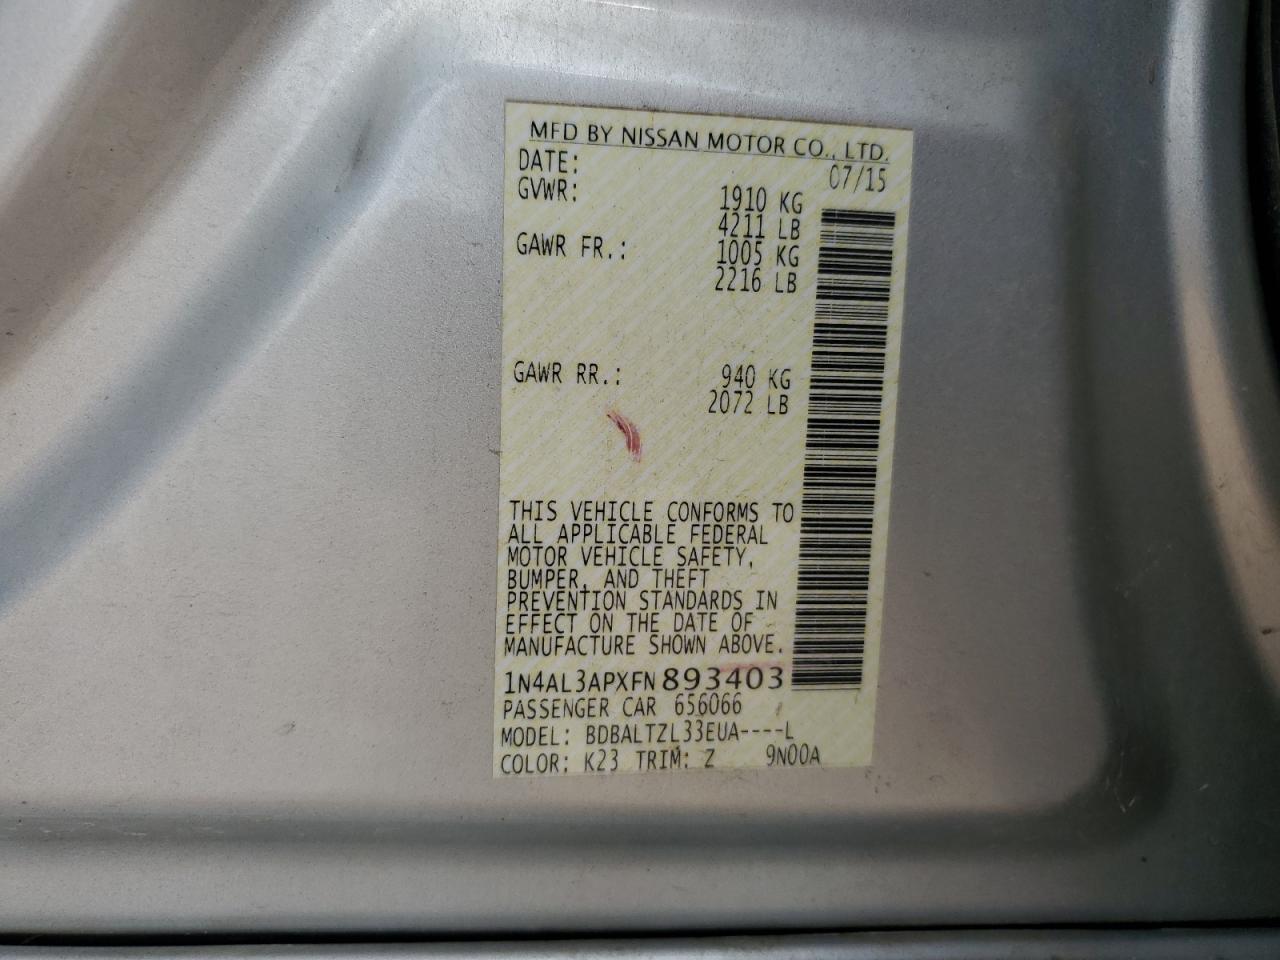 MFD BY NISSAN MOTOR CO., LTD.
DATE: 07/15
GVWR: 1910 KG
4211 LB
GAWR FR.: 1005 KG
2216 LB
GAWR RR.: 940 KG
2072 LB
THIS VEHICLE CONFORMS TO
ALL APPLICABLE FEDERAL
MOTOR VEHICLE SAFETY,
BUMPER, AND THEFT
PREVENTION STANDARDS IN
EFFECT ON THE DATE OF
MANUFACTURE SHOWN ABOVE.
1N4AL3APXFN893403
PASSENGER CAR 656066
MODEL: BDBALTZL33EUA----L
COLOR: K23 TRIM: Z 9N00A